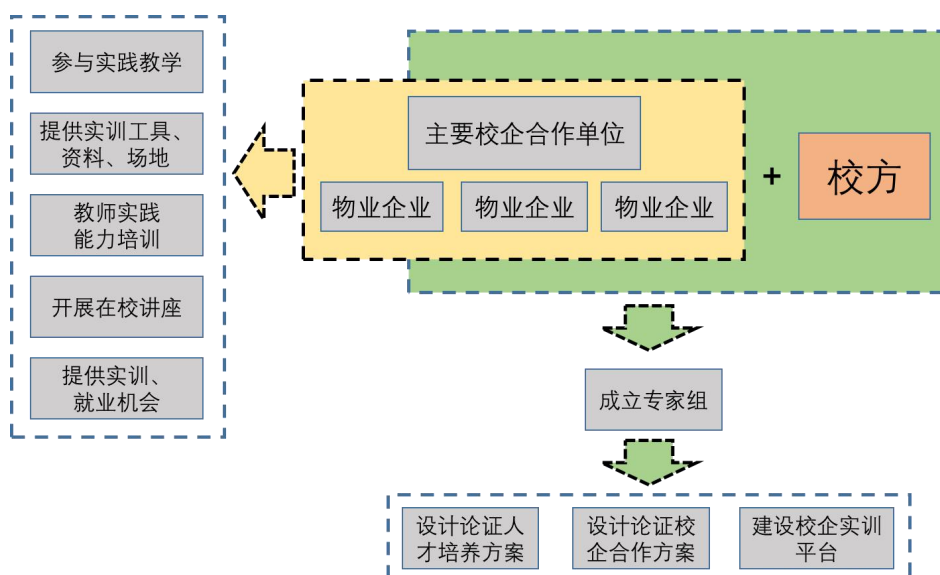 参与实践教学
提供实训工具、
资料、场地
教师实践
能力培训
开展在校讲座
提供实训、
就业机会
主要校企合作单位
物业企业
物业企业
物业企业
+
校方
成立专家组
设计论证人
才培养方案
设计论证校
企合作方案
建设校企实训
平台